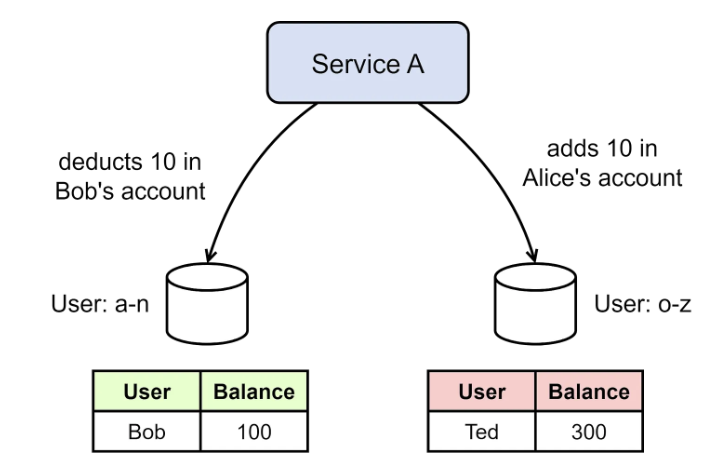 Service A
deducts 10 in
Bob's account
adds 10 in
Alice's account
User: a-n
User: o-z
User Balance
Bob 100
User Balance
Ted 300